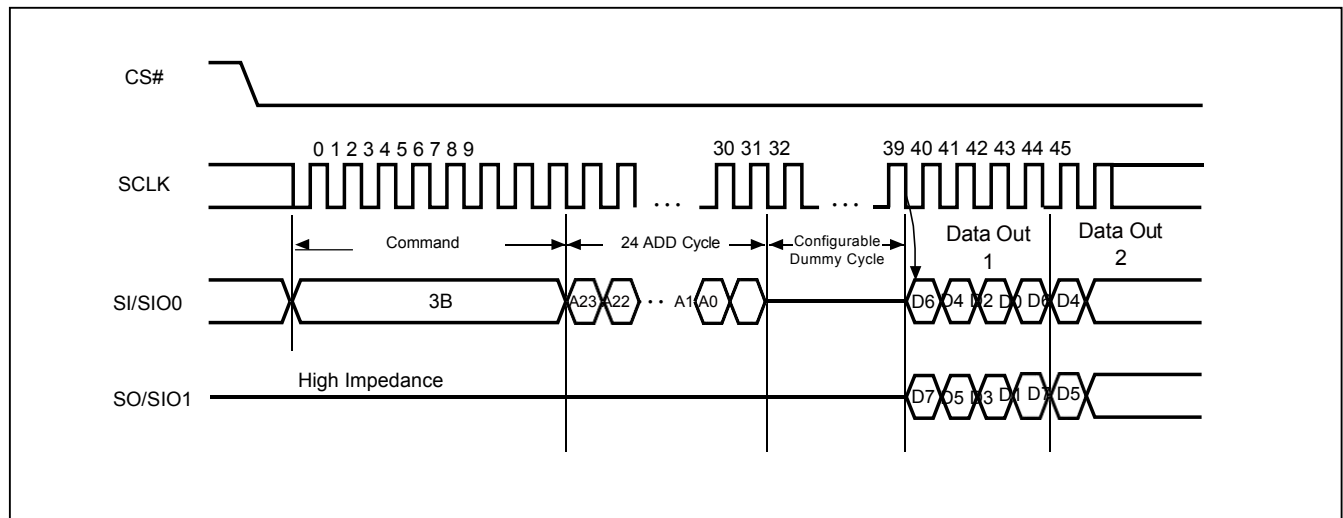 CS#
0 1 2 3 4 5 6 7 8 9 30 31 32 39 40 41 42 43 44 45
SCLK
... ...
Command 24 ADD Cycle Configurable Dummy Cycle Data Out 1 Data Out 2
SI/SIO0 3B A23 A22 ·· A1 A0 D6 D4 D2 D0 D6 D4
High Impedance
SO/SIO1 D7 D5 D3 D1 D7 D5